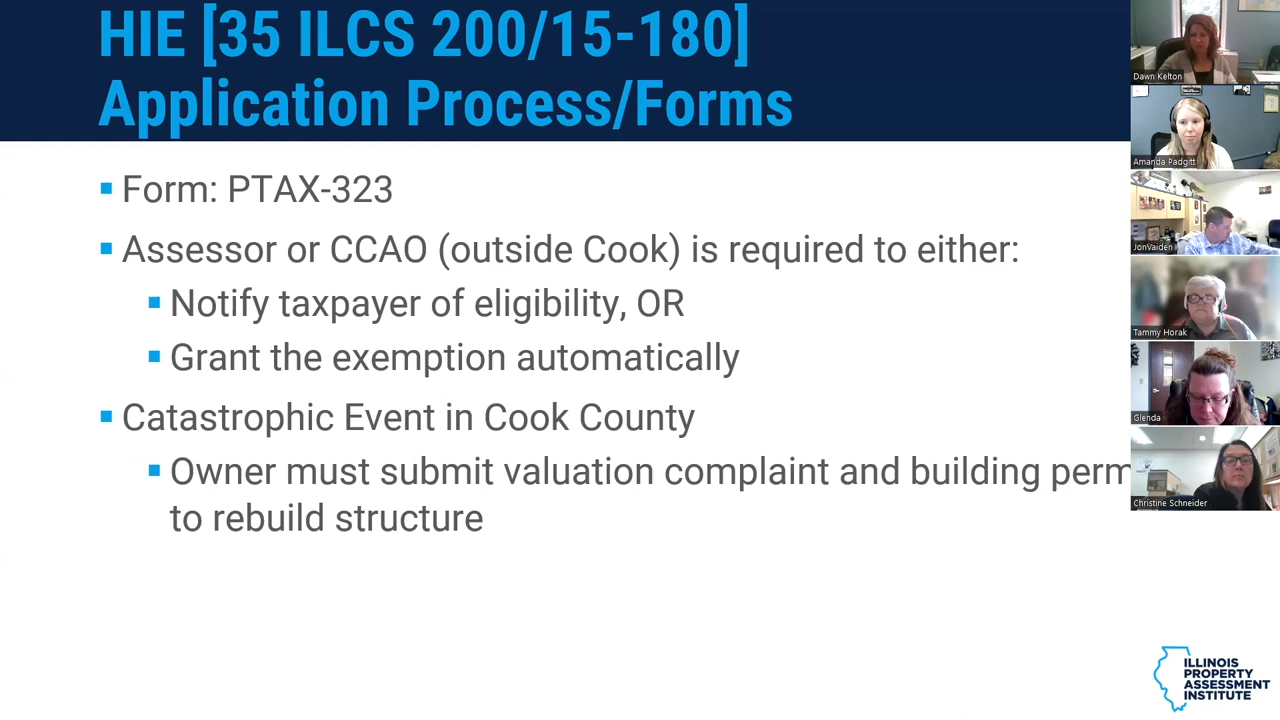 HIE [35 ILCS 200/15-180]
Application Process/Forms
Form: PTAX-323
Assessor or CCAO (outside Cook) is required to either:
Notify taxpayer of eligibility, OR
Grant the exemption automatically
Catastrophic Event in Cook County
Owner must submit valuation complaint and building perm
to rebuild structure
Dawn Kelton
Amanda Padgitt
JonVaiden
Tammy Horak
Glenda
Christine Schneider
ILLINOIS
PROPERTY
ASSESSMENT
INSTITUTE